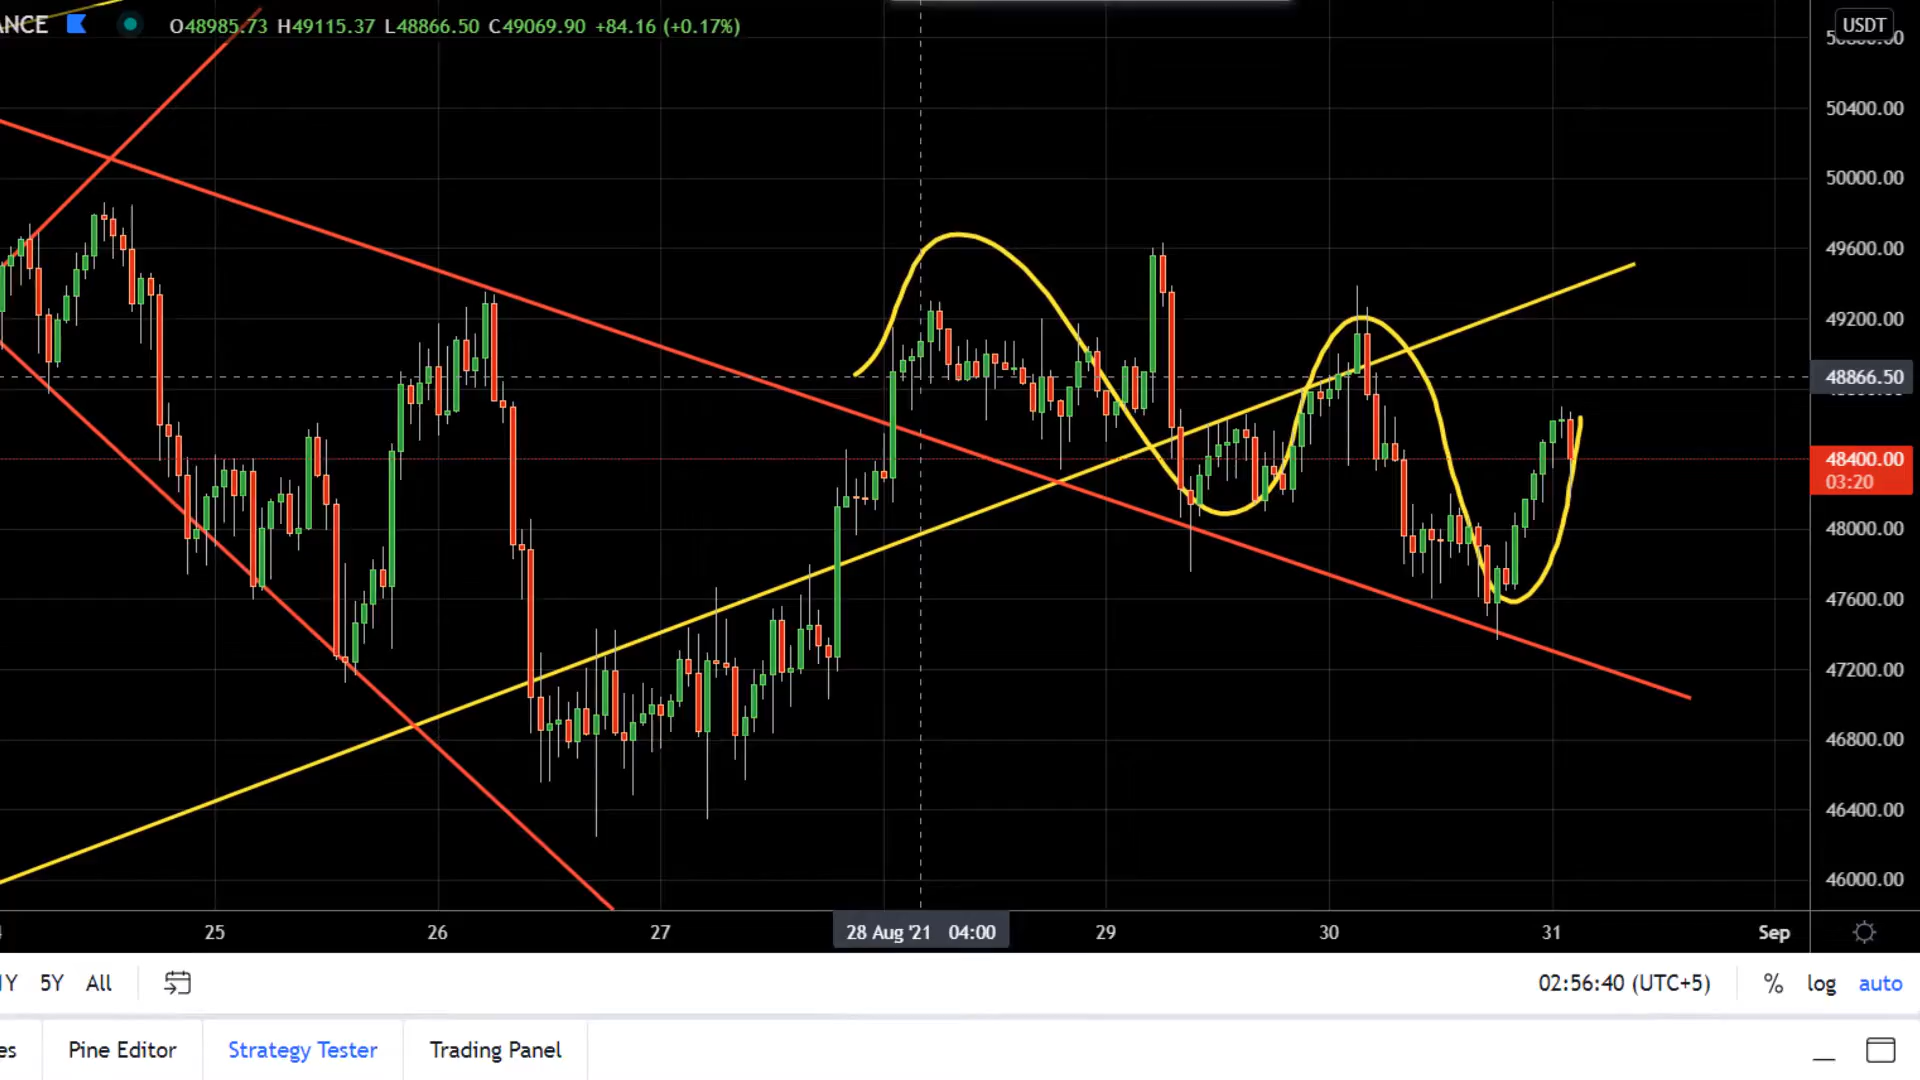 ANCE O48985.73 H49115.37 L48866.50 C49069.90 +84.16 (+0.17%)
USDT
50400.00
50000.00
49600.00
49200.00
48866.50
48400.00
03:20
48000.00
47600.00
47200.00
46800.00
46400.00
46000.00
25 26 27 28 Aug '21 04:00 29 30 31 Sep
1Y 5Y All 02:56:40 (UTC+5) % log auto
es Pine Editor Strategy Tester Trading Panel